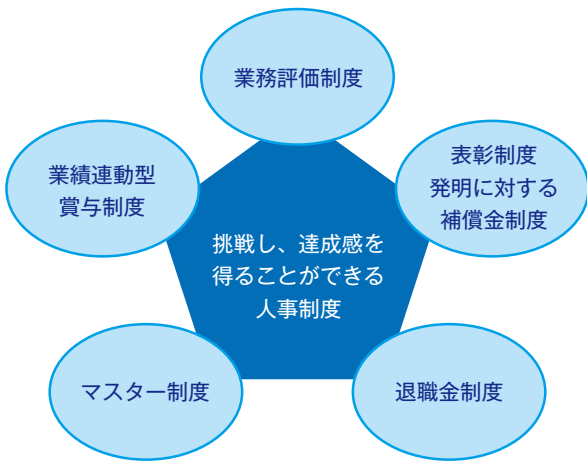 業務評価制度
業績連動型
賞与制度
表彰制度
発明に対する
補償金制度
挑戦し、達成感を
得ることができる
人事制度
マスター制度
退職金制度